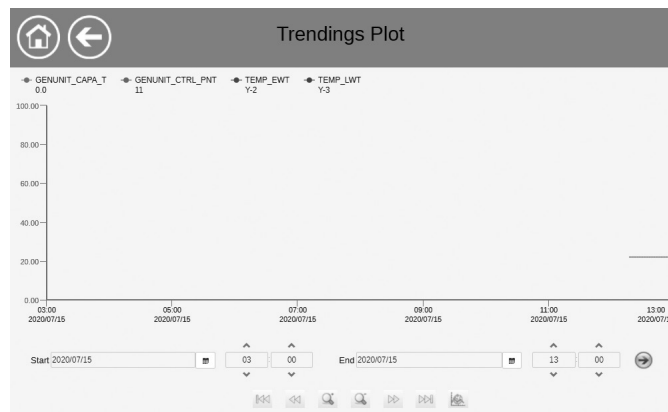 Trendings Plot
GENUNIT_CAPA_T GENUNIT_CTRL_PNT TEMP_EWT TEMP_LWT
0.0 11 Y-2 Y-3
100.00
80.00
60.00
40.00
20.00
0.00
03:00 05:00 07:00 09:00 11:00 13:00
2020/07/15 2020/07/15 2020/07/15 2020/07/15 2020/07/15 2020/07/
Start 2020/07/15 03 00 End 2020/07/15 13 00